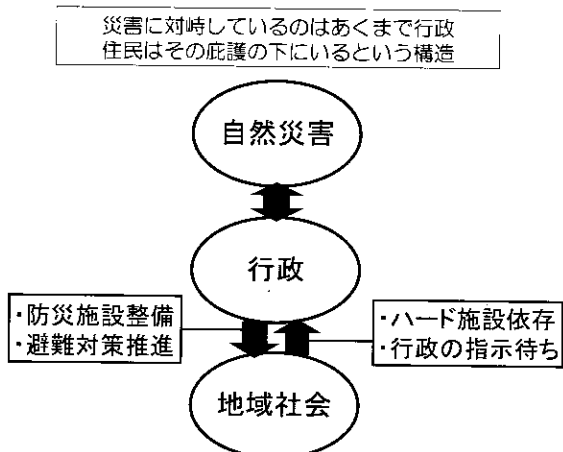 災害に対峙しているのはあくまで行政
住民はその庇護の下にいるという構造
自然災害
行政
・防災施設整備
・避難対策推進
・ハード施設依存
・行政の指示待ち
地域社会